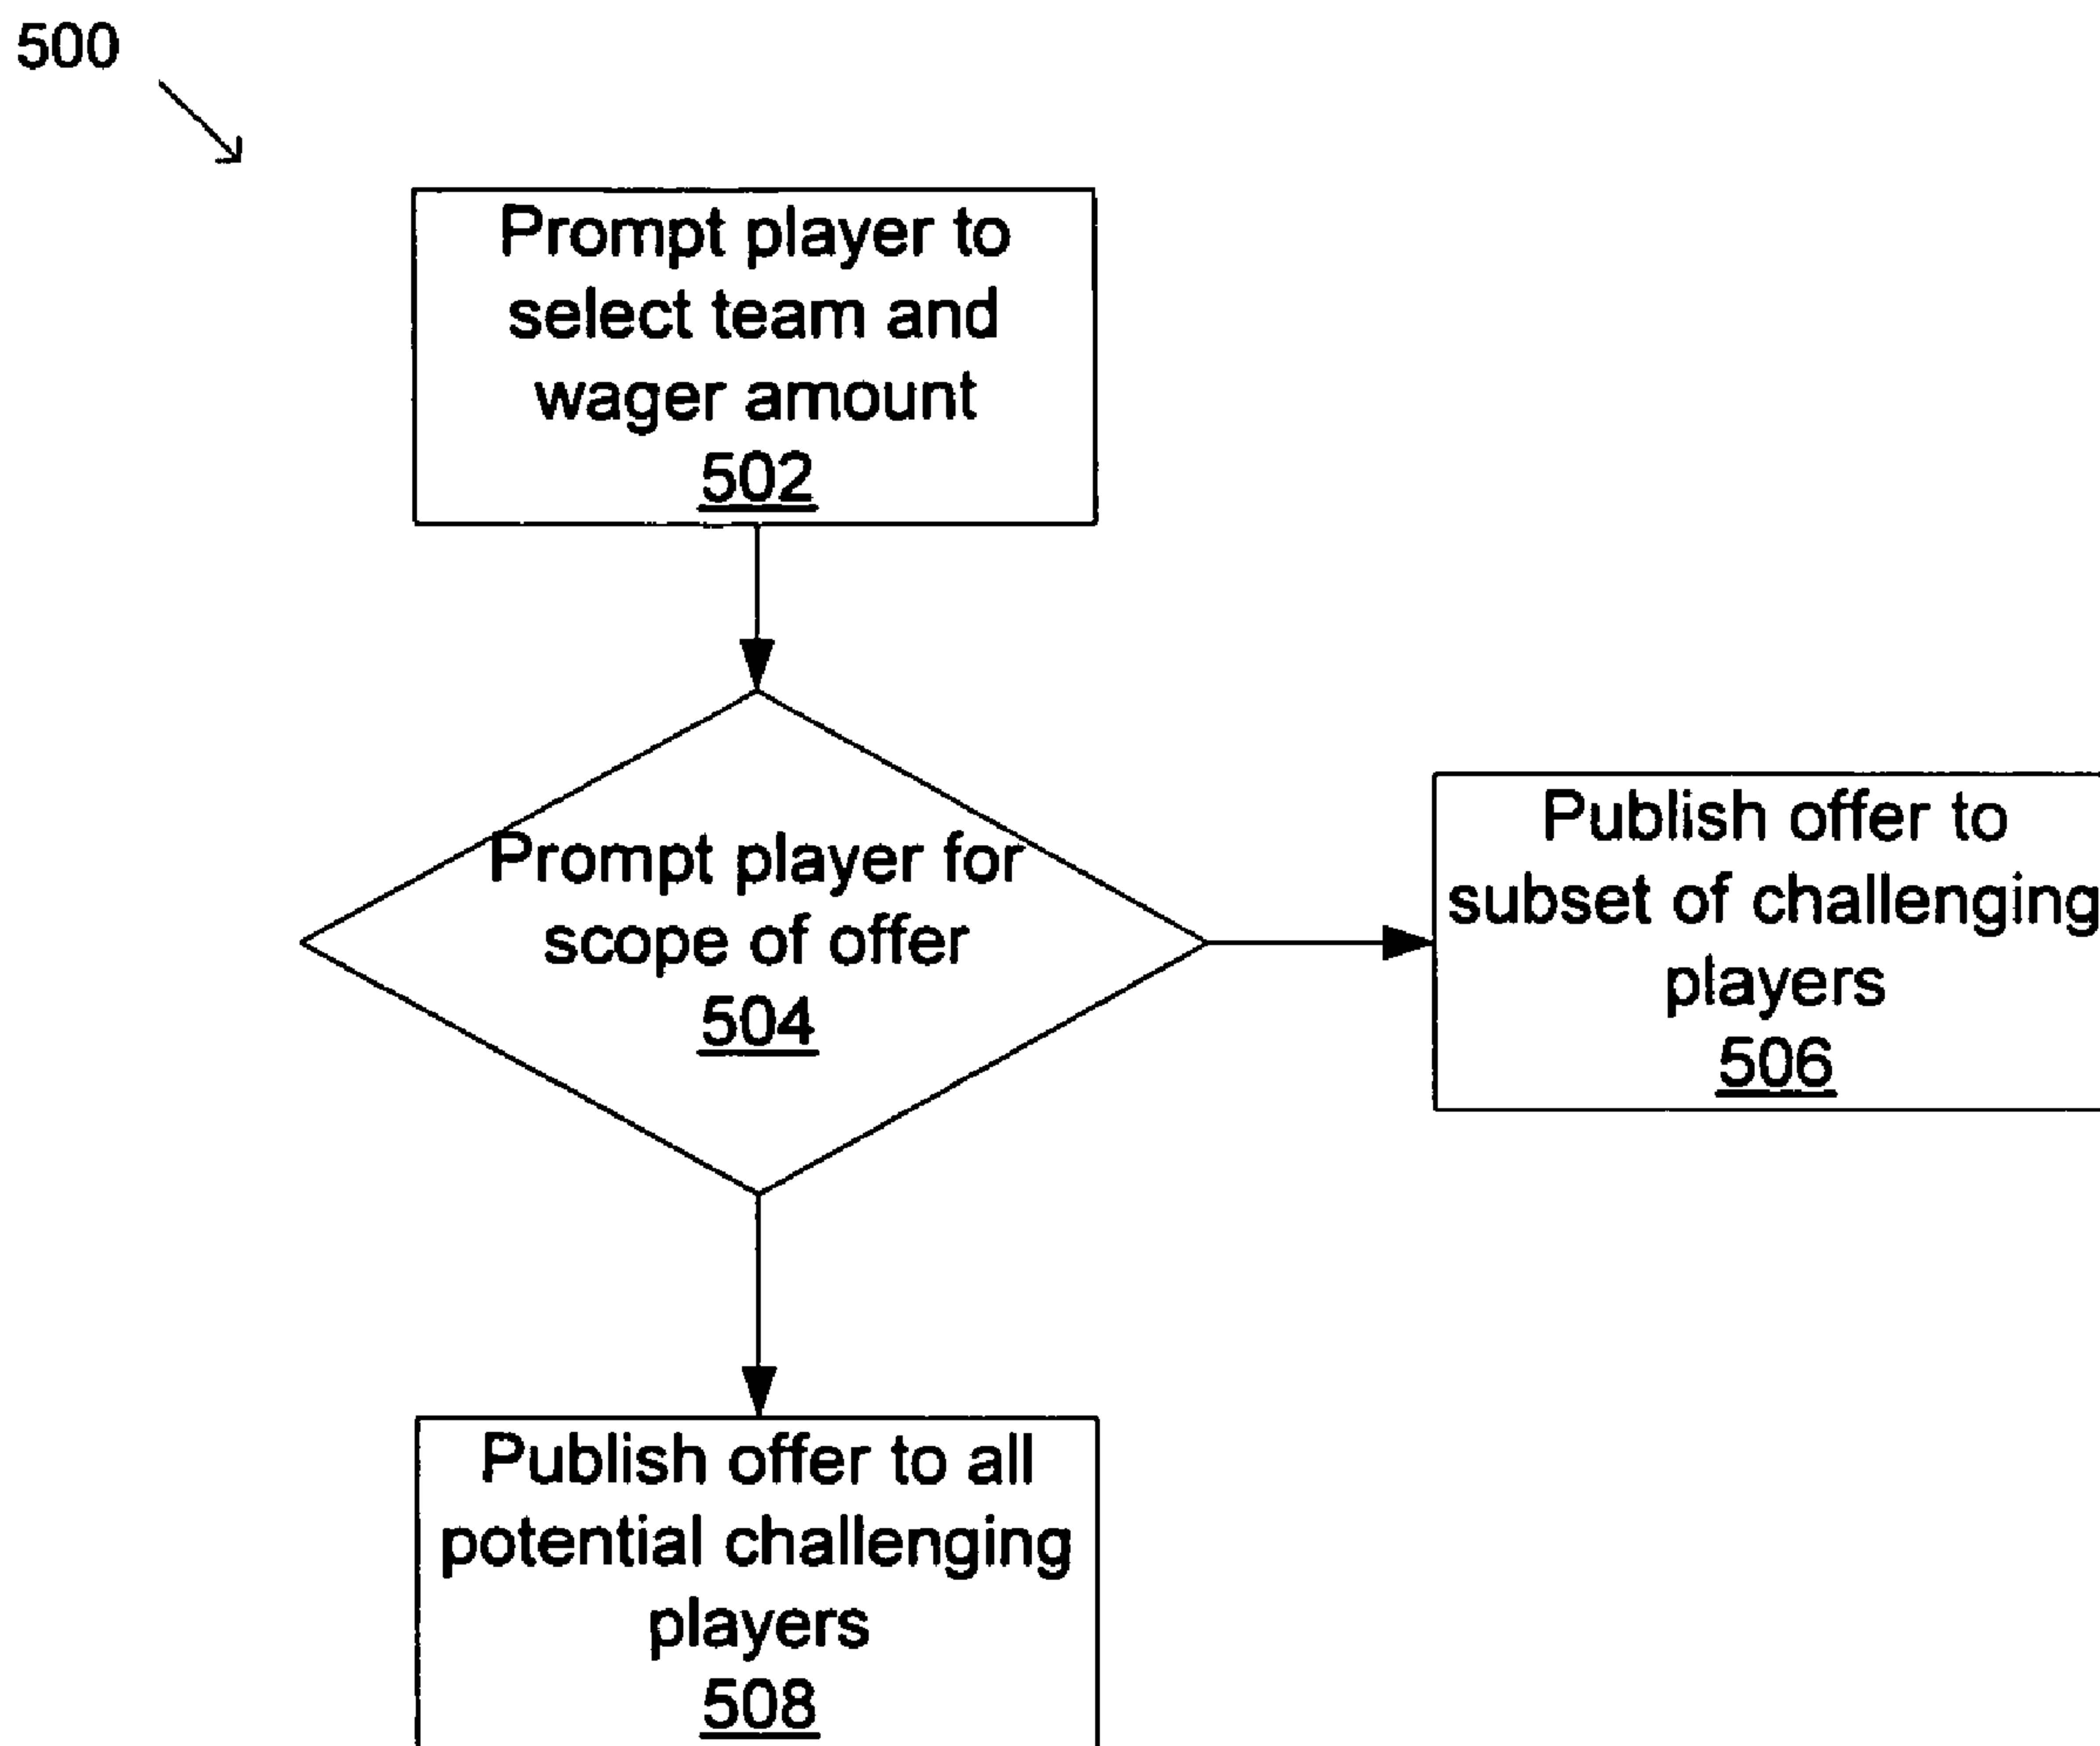 500
Prompt player to
select team and
wager amount
502
Prompt player for
scope of offer
504
Publish offer to
subset of challenging
players
506
Publish offer to all
potential challenging
players
508